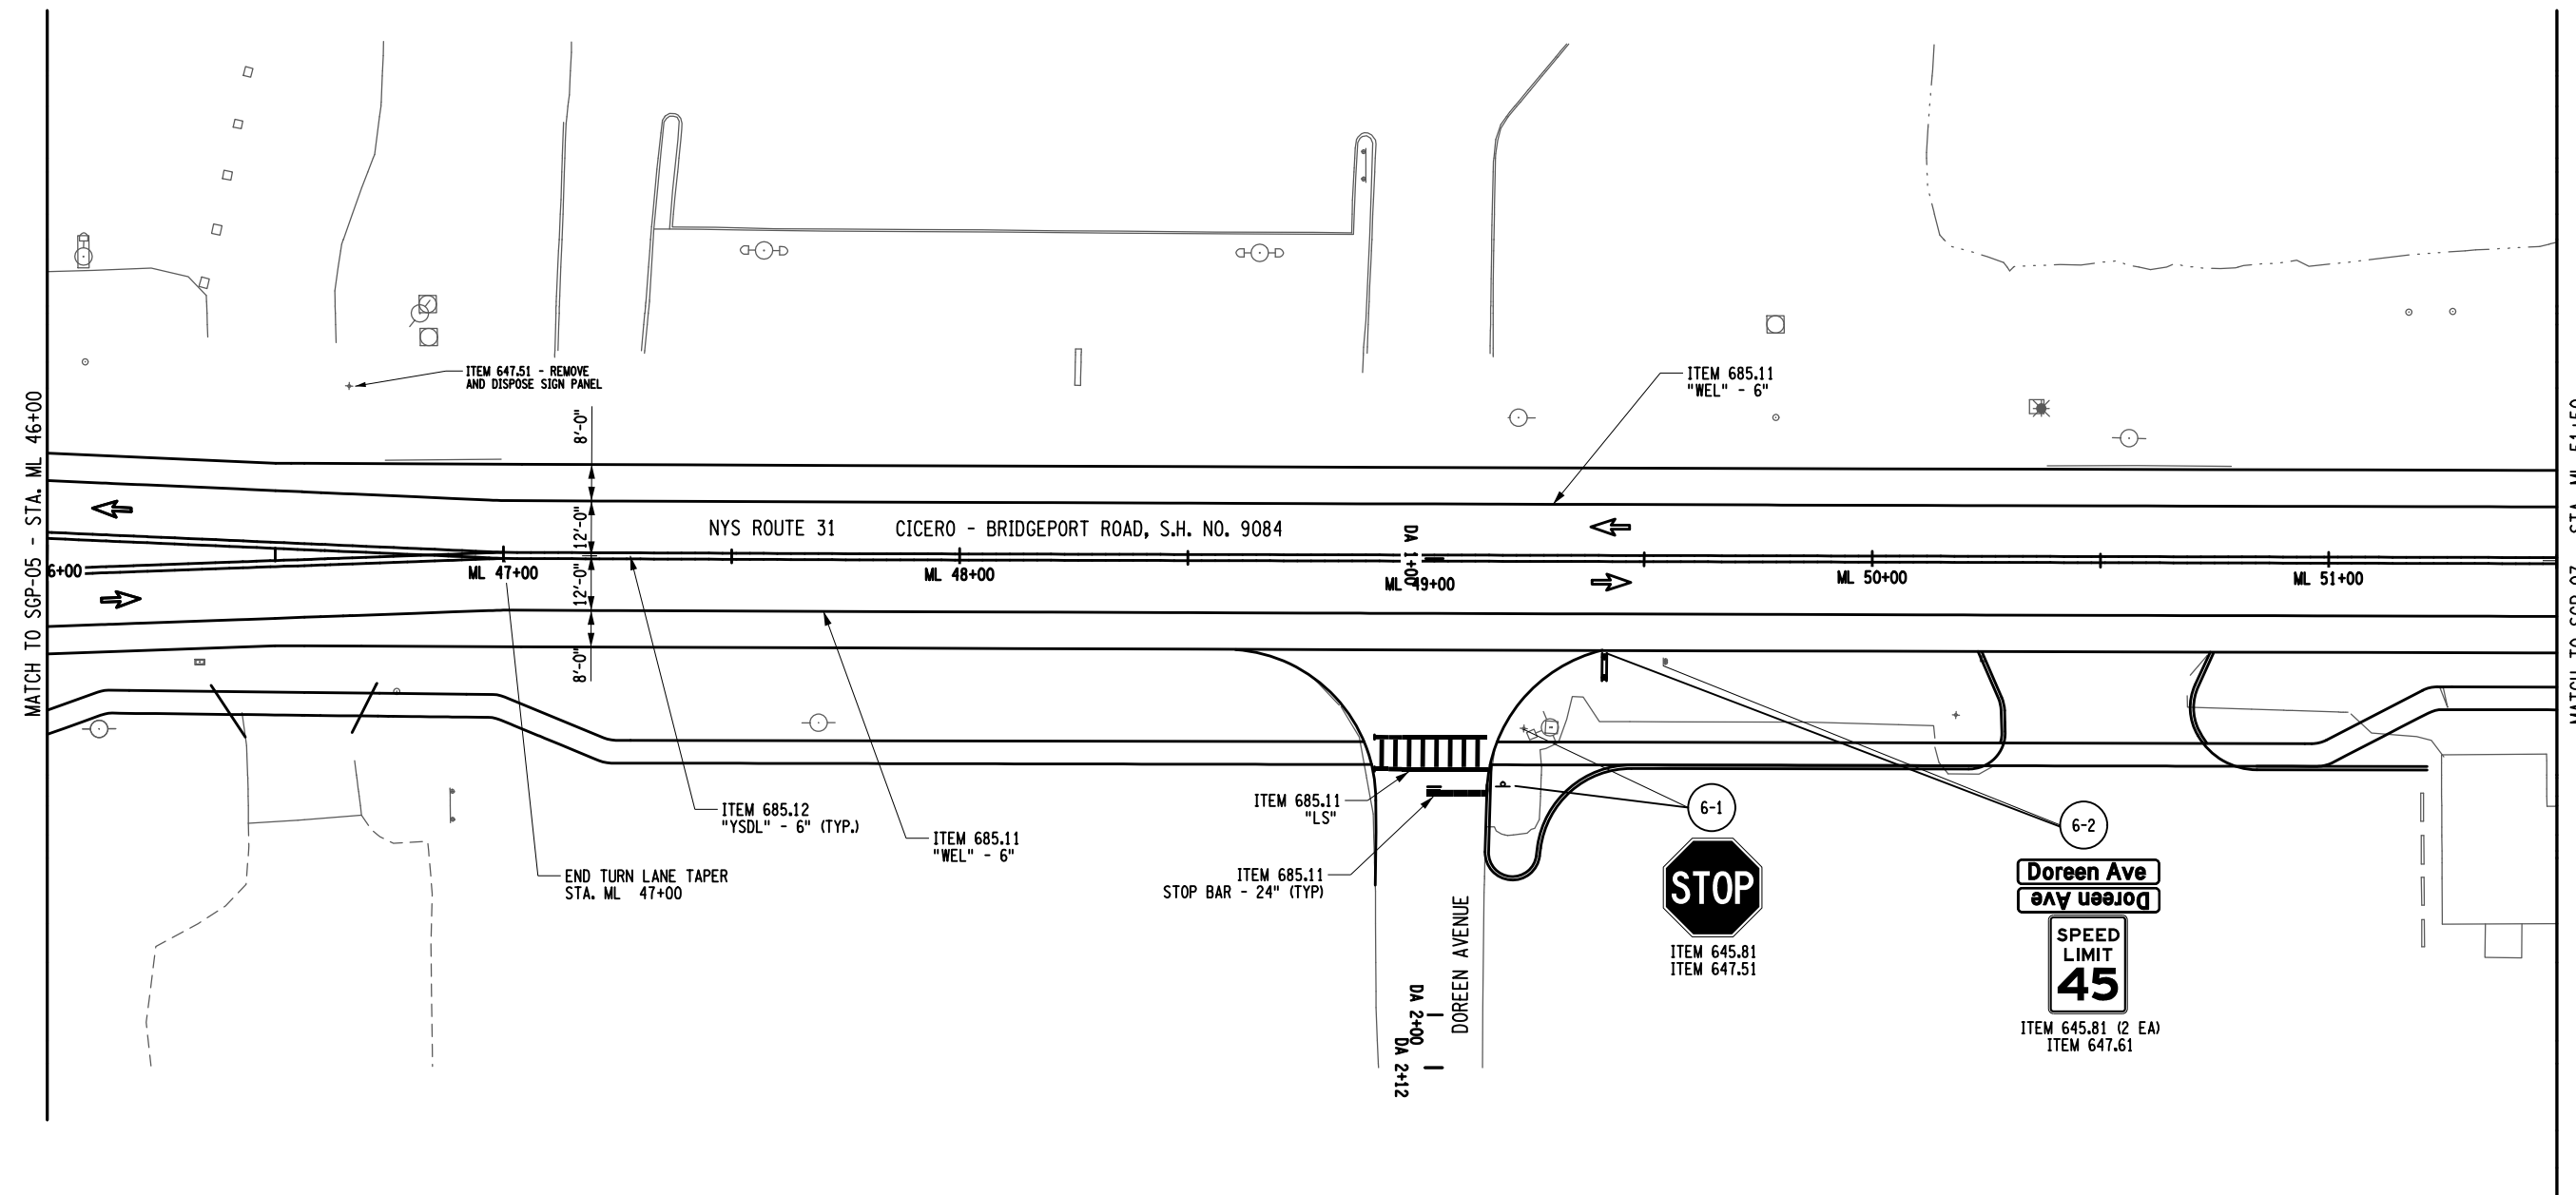 MATCH TO SGP-05 - STA. ML 46+00
ITEM 647.51 - REMOVE
AND DISPOSE SIGN PANEL
8'-0"
12'-0"
12'-0"
8'-0"
ITEM 685.11
"WEL" - 6"
NYS ROUTE 31
CICERO - BRIDGEPORT ROAD, S.H. NO. 9084
DA 1+00
6+00
ML 47+00
ML 48+00
ML 49+00
ML 50+00
ML 51+00
ITEM 685.12
"YSDL" - 6" (TYP.)
ITEM 685.11
"WEL" - 6"
END TURN LANE TAPER
STA. ML 47+00
ITEM 685.11
"LS"
ITEM 685.11
STOP BAR - 24" (TYP)
DOREEN AVENUE
DA 2+00
DA 2+12
6-1
STOP
ITEM 645.81
ITEM 647.51
6-2
Doreen Ave
Doreen Ave
SPEED
LIMIT
45
ITEM 645.81 (2 EA)
ITEM 647.61